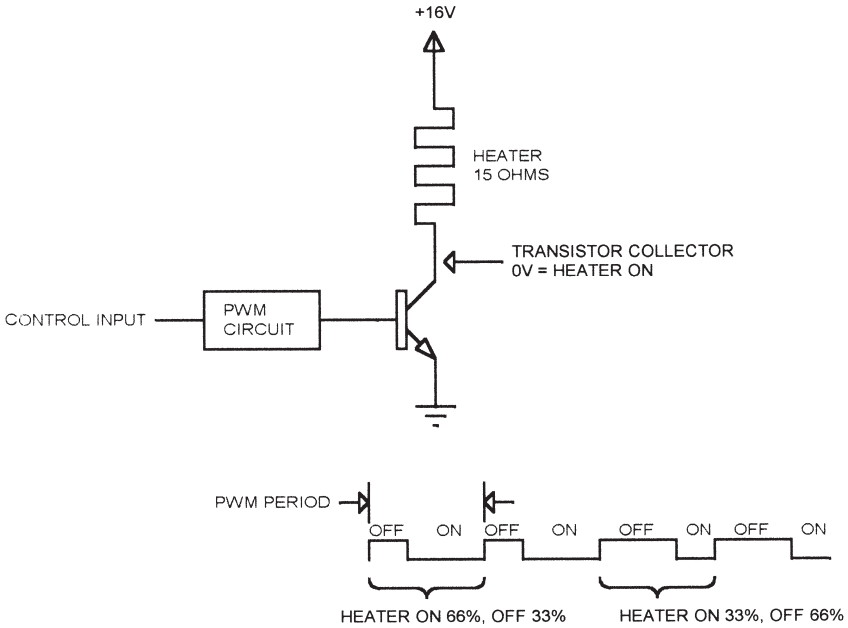 +16V
HEATER
15 OHMS
TRANSISTOR COLLECTOR
0V = HEATER ON
CONTROL INPUT
PWM
CIRCUIT
PWM PERIOD
OFF ON OFF ON OFF ON OFF ON
HEATER ON 66%, OFF 33%
HEATER ON 33%, OFF 66%